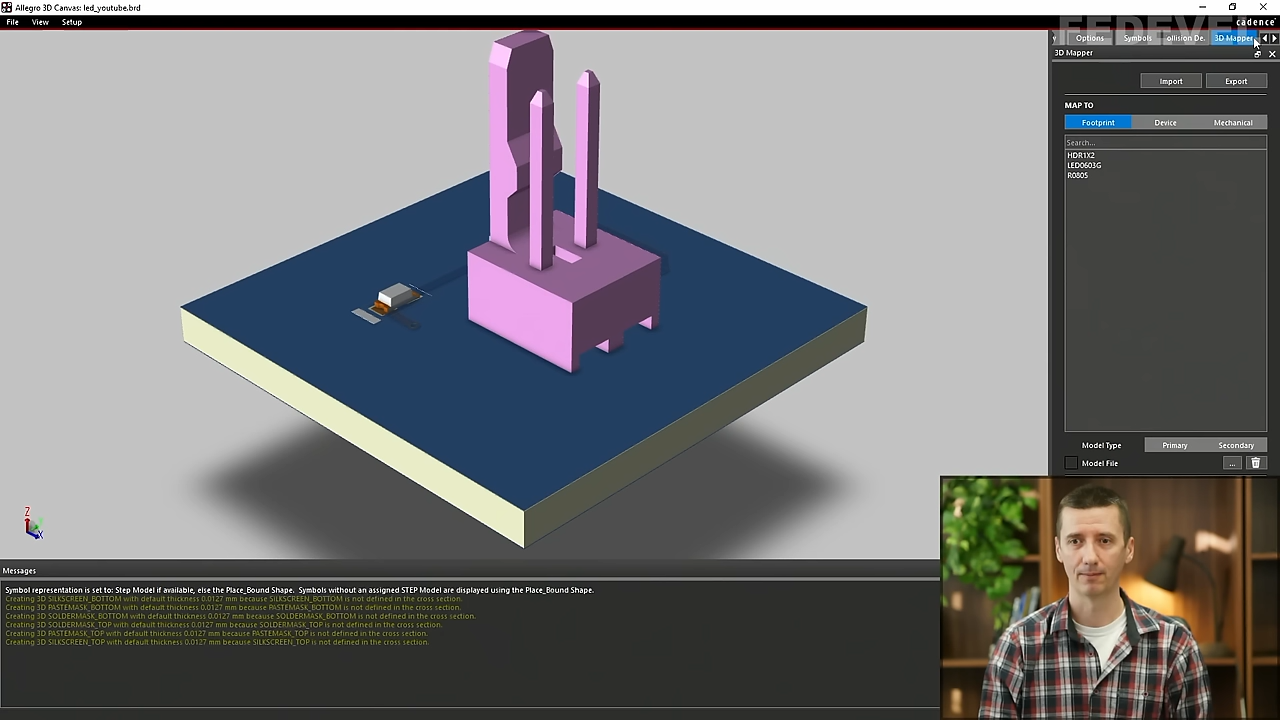 Allegro 3D Canvas: led_youtube.brd
File View Setup
cadence
FEDEVEL
Options Symbols ollision De. 3D Mapper
3D Mapper
Import Export
MAP TO
Footprint Device Mechanical
Search...
HDR1X2
LED0603G
R0805
Model Type Primary Secondary
Model File ...
Z
X
Messages
Symbol representation is set to: Step Model if available, else the Place_Bound Shape. Symbols without an assigned STEP Model are displayed using the Place_Bound Shape.
Creating 3D SILKSCREEN_BOTTOM with default thickness 0.0127 mm because SILKSCREEN_BOTTOM is not defined in the cross section.
Creating 3D PASTEMASK_BOTTOM with default thickness 0.0127 mm because PASTEMASK_BOTTOM is not defined in the cross section.
Creating 3D SOLDERMASK_BOTTOM with default thickness 0.0127 mm because SOLDERMASK_BOTTOM is not defined in the cross section.
Creating 3D SOLDERMASK_TOP with default thickness 0.0127 mm because SOLDERMASK_TOP is not defined in the cross section.
Creating 3D PASTEMASK_TOP with default thickness 0.0127 mm because PASTEMASK_TOP is not defined in the cross section.
Creating 3D SILKSCREEN_TOP with default thickness 0.0127 mm because SILKSCREEN_TOP is not defined in the cross section.